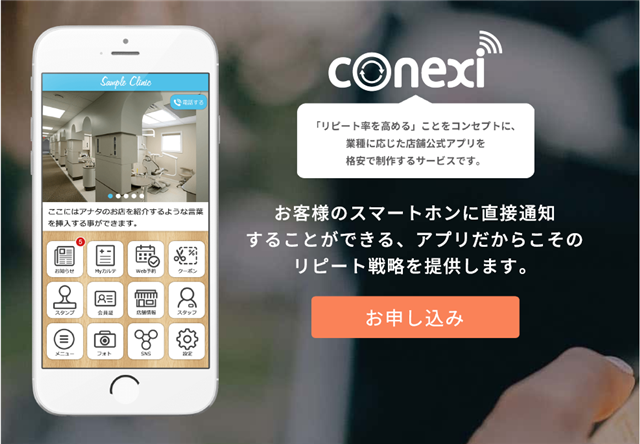 conexi
「リピート率を高める」ことをコンセプトに、
業種に応じた店舗公式アプリを
格安で制作するサービスです。
お客様のスマートホンに直接通知
することができる、アプリだからこその
リピート戦略を提供します。
お申し込み
Sample Clinic
電話する
ここにはアナタのお店を紹介するような言葉
を挿入する事ができます。
5
お知らせ
Myカルテ
Web予約
クーポン
スタンプ
会員証
店舗情報
スタッフ
メニュー
フォト
SNS
設定